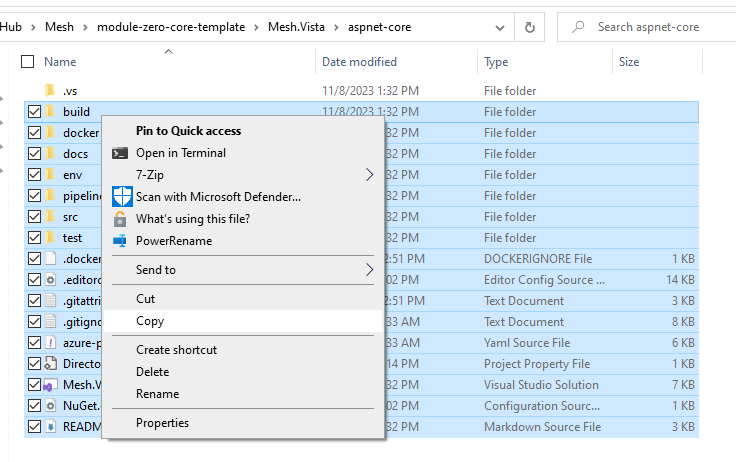 Hub > Mesh > module-zero-core-template > Mesh.Vista > aspnet-core
Search aspnet-core
Name Date modified Type Size
.vs 11/8/2023 1:32 PM File folder
build 11/8/2023 1:32 PM File folder
docker 32 PM File folder
docs 32 PM File folder
env 32 PM File folder
pipeline 32 PM File folder
src 32 PM File folder
test 32 PM File folder
.docke 2:51 PM DOCKERIGNORE File 1 KB
.editorc 02 PM Editor Config Source ... 14 KB
.gitattri 2:51 PM Text Document 3 KB
.gitigno 33 AM Text Document 8 KB
azure-p 33 AM Yaml Source File 6 KB
Directo 14 PM Project Property File 1 KB
Mesh.V 32 PM Visual Studio Solution 7 KB
NuGet. 02 PM Configuration Sourc... 1 KB
READM 32 PM Markdown Source File 3 KB
Pin to Quick access
Open in Terminal
7-Zip
Scan with Microsoft Defender...
What's using this file?
PowerRename
Send to
Cut
Copy
Create shortcut
Delete
Rename
Properties